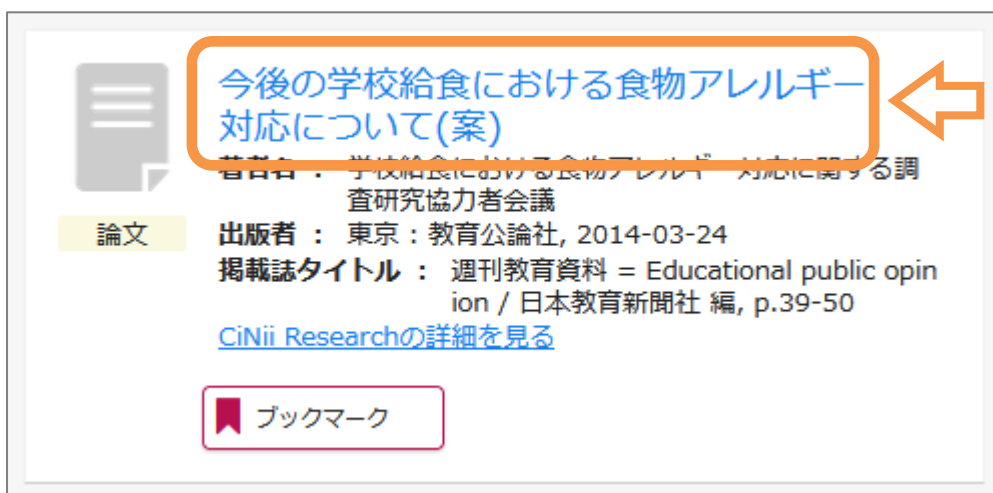 今後の学校給食における食物アレルギー
対応について(案)
著者名 : 学校給食における食物アレルギー対応に関する調
査研究協力者会議
論文
出版者 : 東京 : 教育公論社, 2014-03-24
掲載誌タイトル : 週刊教育資料 = Educational public opin
ion / 日本教育新聞社 編, p.39-50
CiNii Researchの詳細を見る
ブックマーク